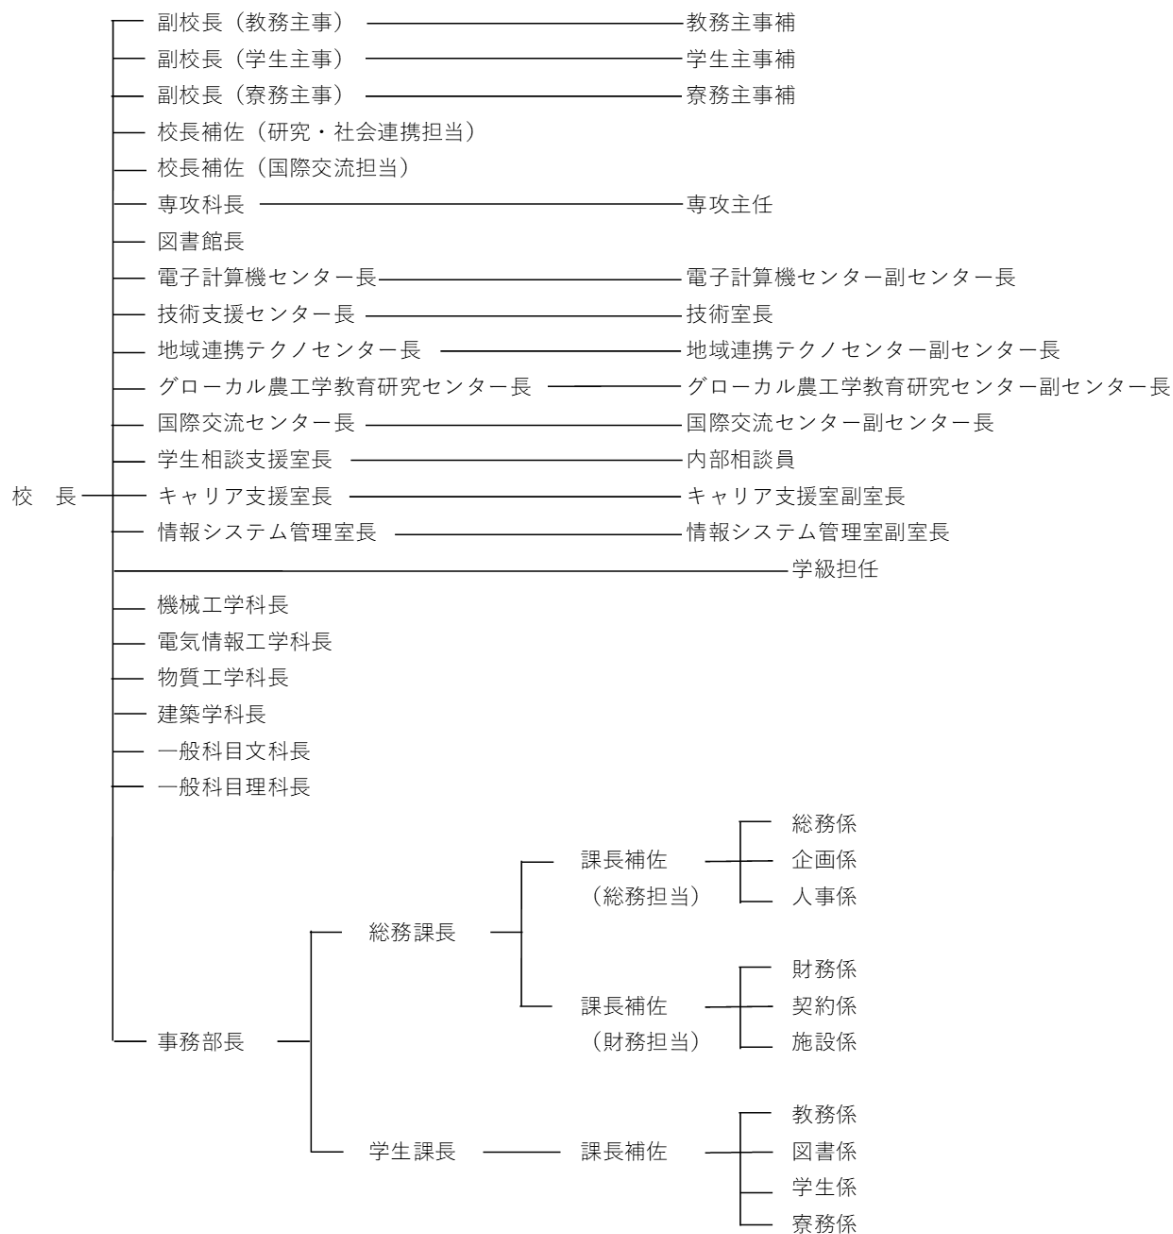 副校長（教務主事） 教務主事補
副校長（学生主事） 学生主事補
副校長（寮務主事） 寮務主事補
校長補佐（研究・社会連携担当）
校長補佐（国際交流担当）
専攻科長 専攻主任
図書館長
電子計算機センター長 電子計算機センター副センター長
技術支援センター長 技術室長
地域連携テクノセンター長 地域連携テクノセンター副センター長
グローカル農工学教育研究センター長 グローカル農工学教育研究センター副センター長
国際交流センター長 国際交流センター副センター長
学生相談支援室長 内部相談員
校　長 キャリア支援室長 キャリア支援室副室長
情報システム管理室長 情報システム管理室副室長
学級担任
機械工学科長
電気情報工学科長
物質工学科長
建築学科長
一般科目文科長
一般科目理科長
総務係
課長補佐 企画係
（総務担当） 人事係
総務課長
財務係
課長補佐 契約係
事務部長 （財務担当） 施設係
教務係
学生課長 課長補佐 図書係
学生係
寮務係